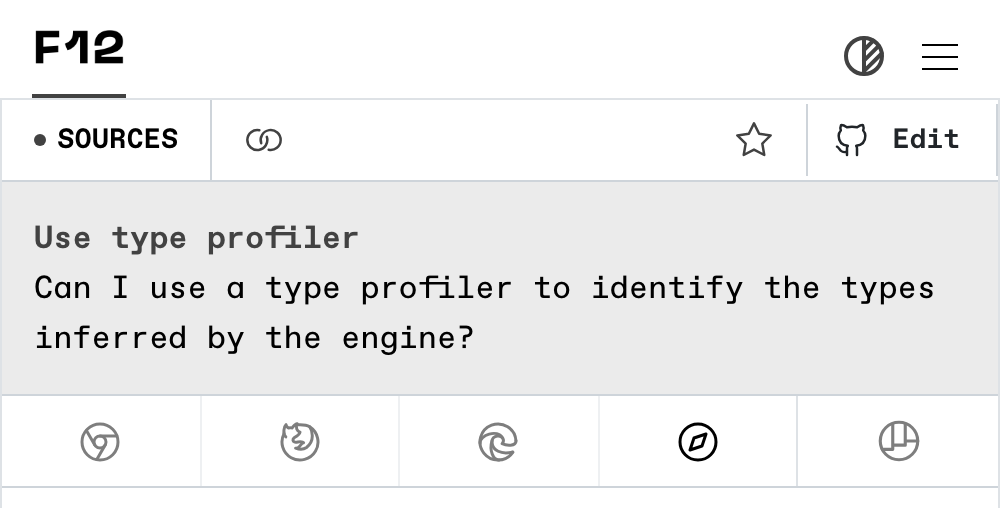 F12
SOURCES
Edit
Use type profiler
Can I use a type profiler to identify the types
inferred by the engine?